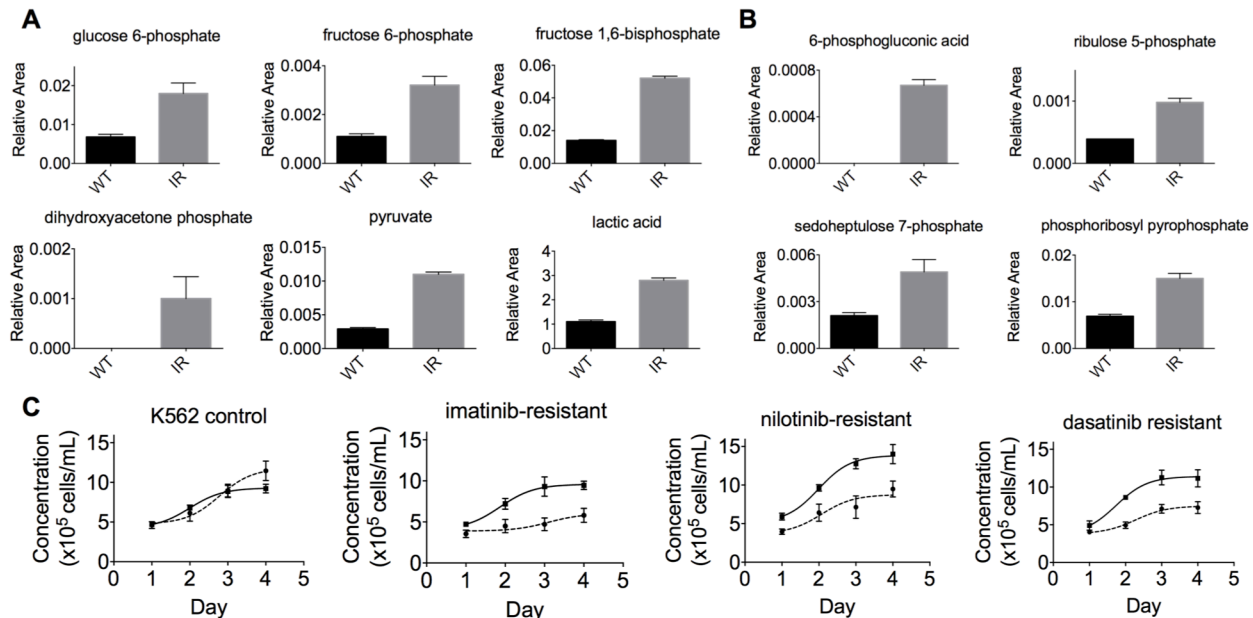 A
glucose 6-phosphate
Relative Area
0.02
0.01
0.00
WT
IR
fructose 6-phosphate
Relative Area
0.004
0.003
0.002
0.001
0.000
WT
IR
fructose 1,6-bisphosphate
Relative Area
0.06
0.04
0.02
0.00
WT
IR
dihydroxyacetone phosphate
Relative Area
0.002
0.001
0.000
WT
IR
pyruvate
Relative Area
0.015
0.010
0.005
0.000
WT
IR
lactic acid
Relative Area
4
3
2
1
0
WT
IR
B
6-phosphogluconic acid
Relative Area
0.0008
0.0004
0.0000
WT
IR
ribulose 5-phosphate
Relative Area
0.001
0.000
WT
IR
sedoheptulose 7-phosphate
Relative Area
0.006
0.003
0.000
WT
IR
phosphoribosyl pyrophosphate
Relative Area
0.02
0.01
0.00
WT
IR
C
K562 control
Concentration
(x10⁵ cells/mL)
15
10
5
0
0 1 2 3 4 5
Day
imatinib-resistant
Concentration
(x10⁵ cells/mL)
15
10
5
0
0 1 2 3 4 5
Day
nilotinib-resistant
Concentration
(x10⁵ cells/mL)
15
10
5
0
0 1 2 3 4 5
Day
dasatinib resistant
Concentration
(x10⁵ cells/mL)
15
10
5
0
0 1 2 3 4 5
Day